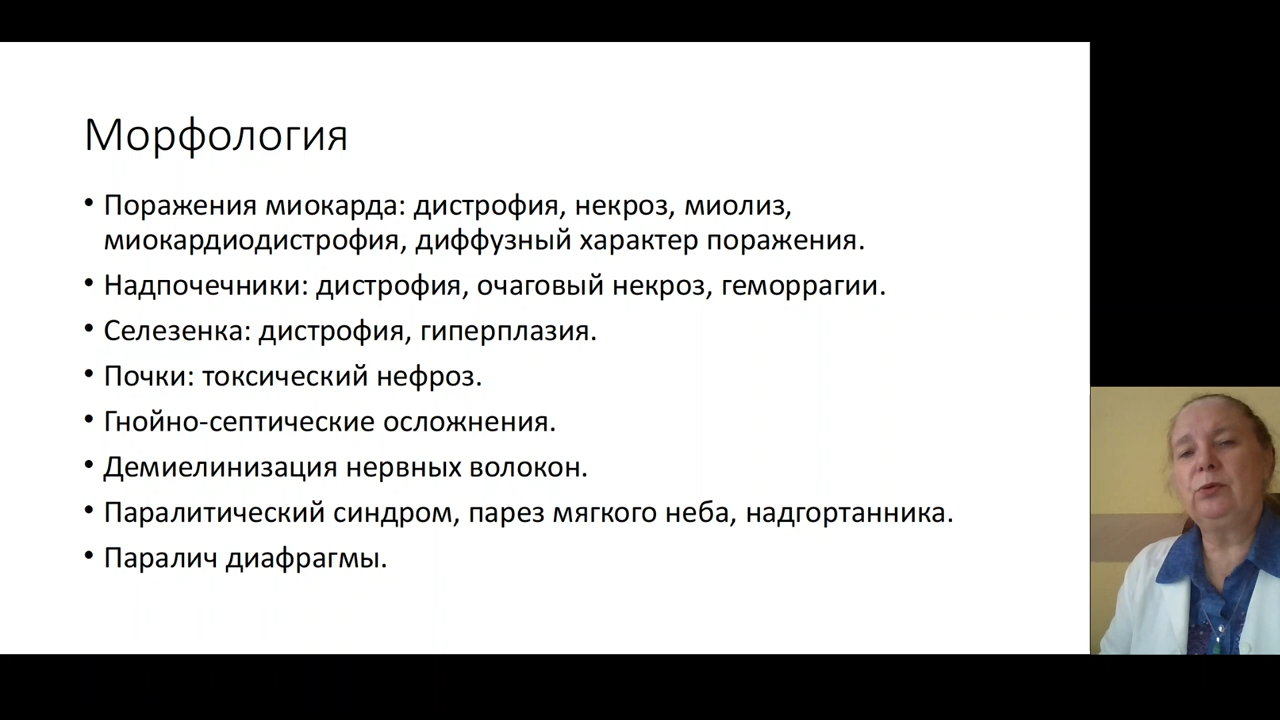 Морфология
• Поражения миокарда: дистрофия, некроз, миолиз,
миокардиодистрофия, диффузный характер поражения.
• Надпочечники: дистрофия, очаговый некроз, геморрагии.
• Селезенка: дистрофия, гиперплазия.
• Почки: токсический нефроз.
• Гнойно-септические осложнения.
• Демиелинизация нервных волокон.
• Паралитический синдром, парез мягкого неба, надгортанника.
• Паралич диафрагмы.